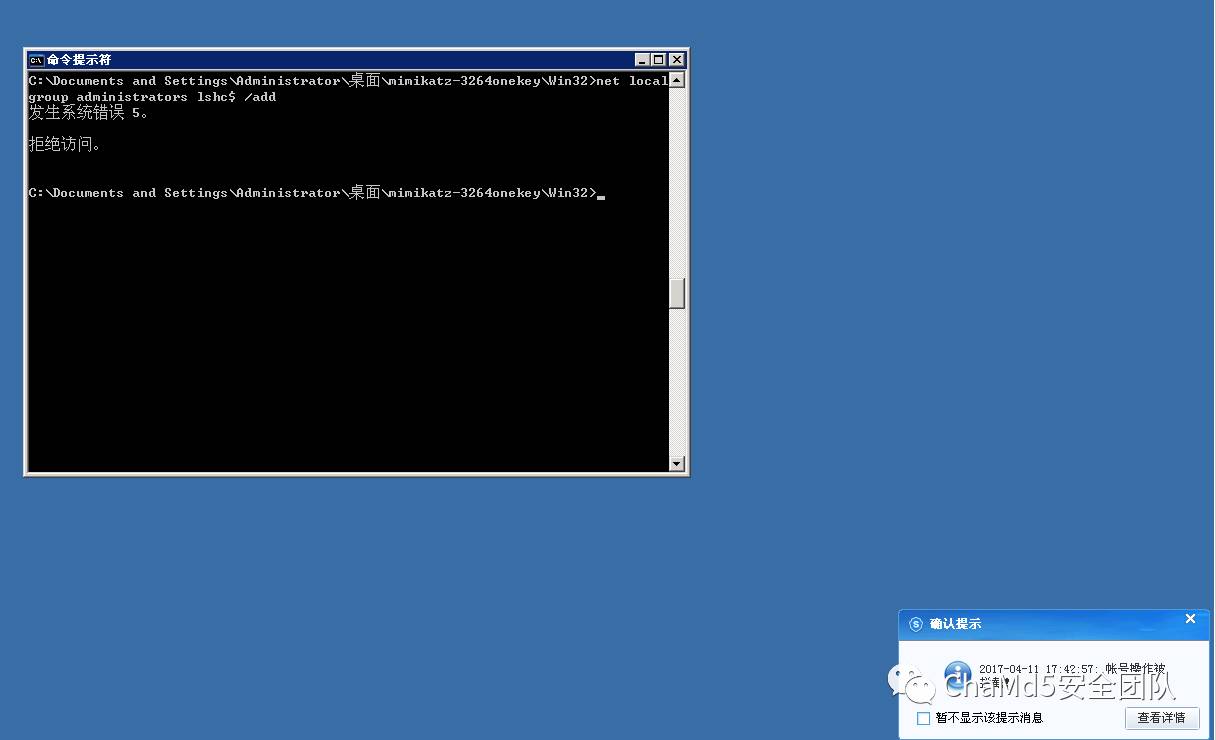 命令提示符
C:\Documents and Settings\Administrator\桌面\mimikatz-3264onekey\Win32>net local
group administrators lshc$ /add
发生系统错误 5。
拒绝访问。
C:\Documents and Settings\Administrator\桌面\mimikatz-3264onekey\Win32>
确认提示
2017-04-11 17:42:57: 帐号操作被
ChaMd5安全团队
暂不显示该提示消息
查看详情